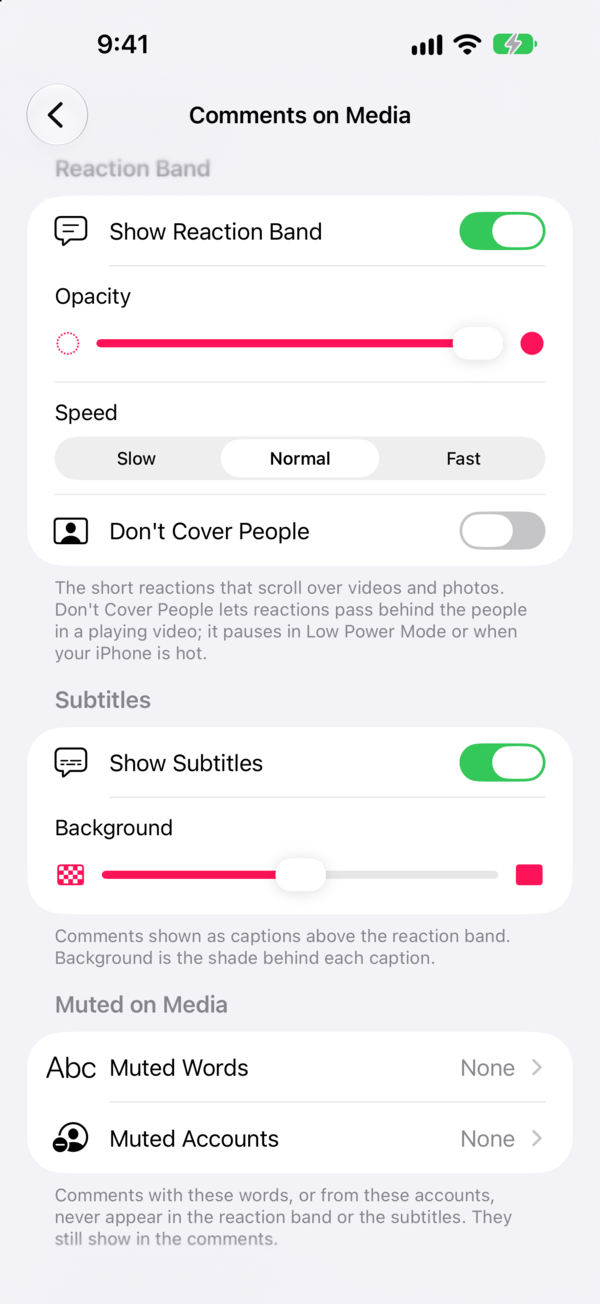 9:41
Comments on Media
Reaction Band
Show Reaction Band
Opacity
Speed
Slow Normal Fast
Don't Cover People
The short reactions that scroll over videos and photos.
Don't Cover People lets reactions pass behind the people
in a playing video; it pauses in Low Power Mode or when
your iPhone is hot.
Subtitles
Show Subtitles
Background
Comments shown as captions above the reaction band.
Background is the shade behind each caption.
Muted on Media
Abc Muted Words None
Muted Accounts None
Comments with these words, or from these accounts,
never appear in the reaction band or the subtitles. They
still show in the comments.